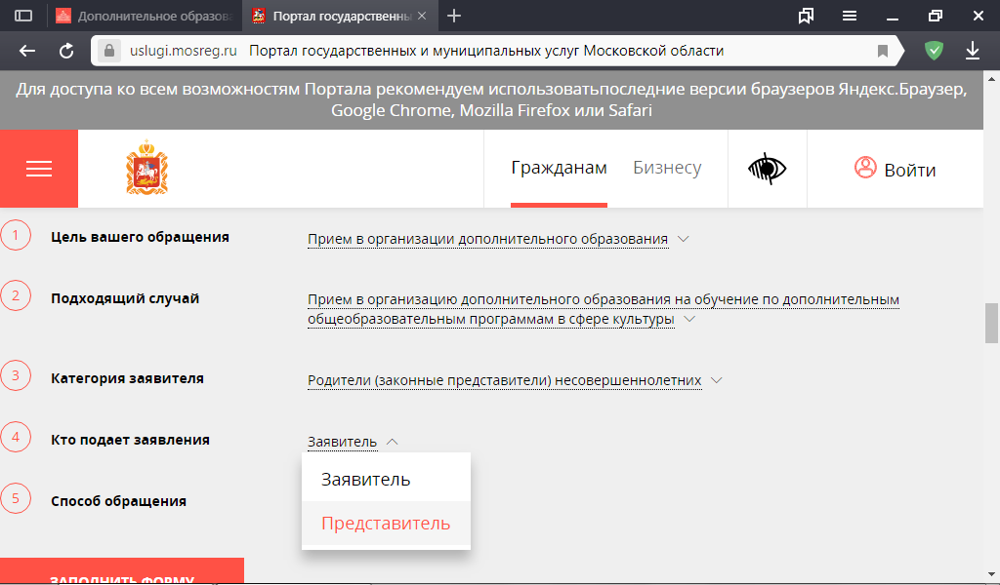 Дополнительное образова
Портал государственны
uslugi.mosreg.ru Портал государственных и муниципальных услуг Московской области
Для доступа ко всем возможностям Портала рекомендуем использоватьпоследние версии браузеров Яндекс.Браузер,
Google Chrome, Mozilla Firefox или Safari
Гражданам
Бизнесу
Войти
1 Цель вашего обращения
Прием в организации дополнительного образования
2 Подходящий случай
Прием в организацию дополнительного образования на обучение по дополнительным
общеобразовательным программам в сфере культуры
3 Категория заявителя
Родители (законные представители) несовершеннолетних
4 Кто подает заявления
Заявитель
Заявитель
Представитель
5 Способ обращения
ЗАПОЛНИТЬ ФОРМУ